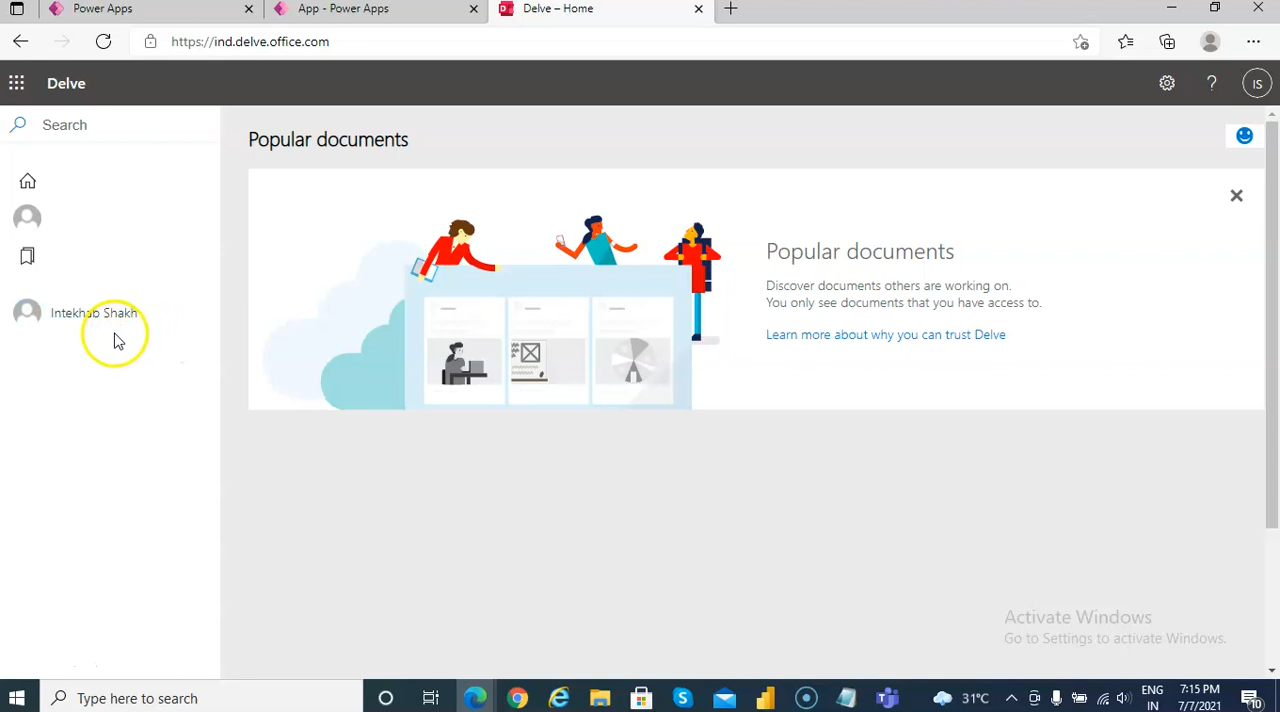 Power Apps
App - Power Apps
Delve – Home
https://ind.delve.office.com
Delve
IS
Search
Popular documents
Intekhab Shakh
Popular documents
Discover documents others are working on.
You only see documents that you have access to.
Learn more about why you can trust Delve
Activate Windows
Go to Settings to activate Windows.
Type here to search
31°C
ENG
IN
7:15 PM
7/7/2021
10